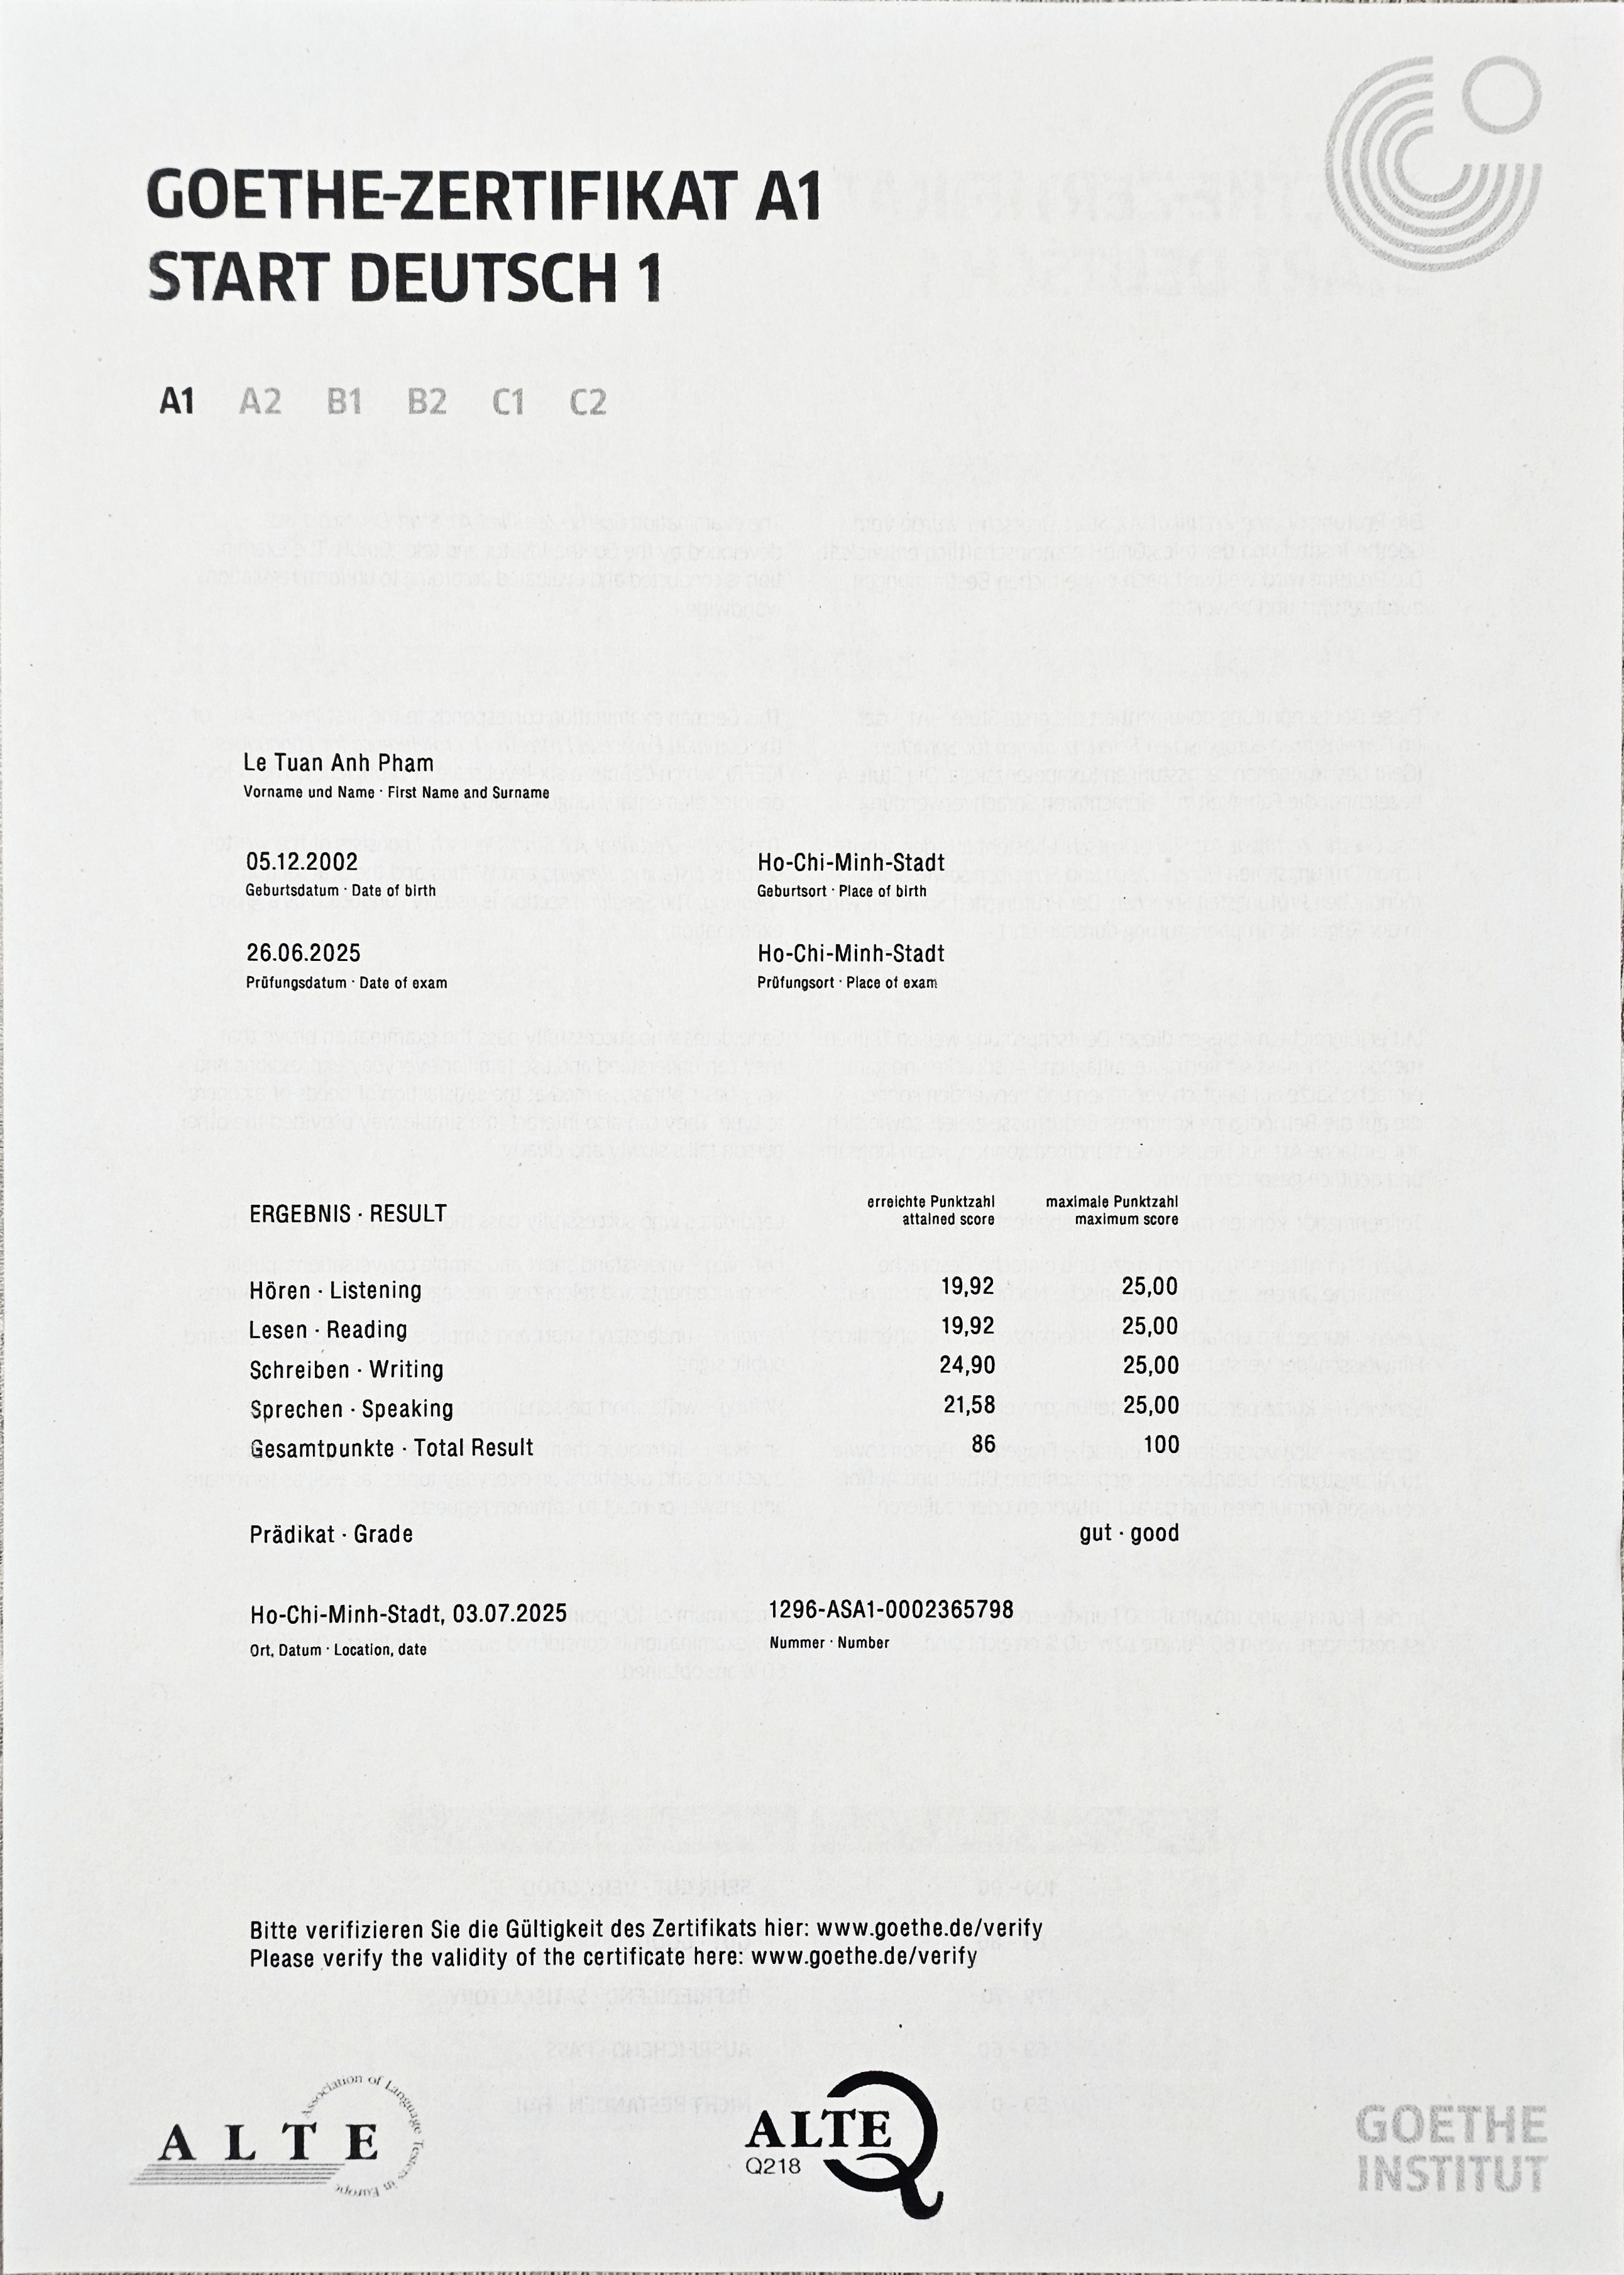 GOETHE-ZERTIFIKAT A1
START DEUTSCH 1
A1 A2 B1 B2 C1 C2
Le Tuan Anh Pham
Vorname und Name · First Name and Surname
05.12.2002 Ho-Chi-Minh-Stadt
Geburtsdatum · Date of birth Geburtsort · Place of birth
26.06.2025 Ho-Chi-Minh-Stadt
Prüfungsdatum · Date of exam Prüfungsort · Place of exam
erreichte Punktzahl maximale Punktzahl
ERGEBNIS · RESULT attained score maximum score
Hören · Listening 19,92 25,00
Lesen · Reading 19,92 25,00
Schreiben · Writing 24,90 25,00
Sprechen · Speaking 21,58 25,00
Gesamtpunkte · Total Result 86 100
Prädikat · Grade gut · good
Ho-Chi-Minh-Stadt, 03.07.2025 1296-ASA1-0002365798
Ort, Datum · Location, date Nummer · Number
Bitte verifizieren Sie die Gültigkeit des Zertifikats hier: www.goethe.de/verify
Please verify the validity of the certificate here: www.goethe.de/verify
ALTE
Association of Language Testers in Europe
ALTE
Q218
GOETHE
INSTITUT